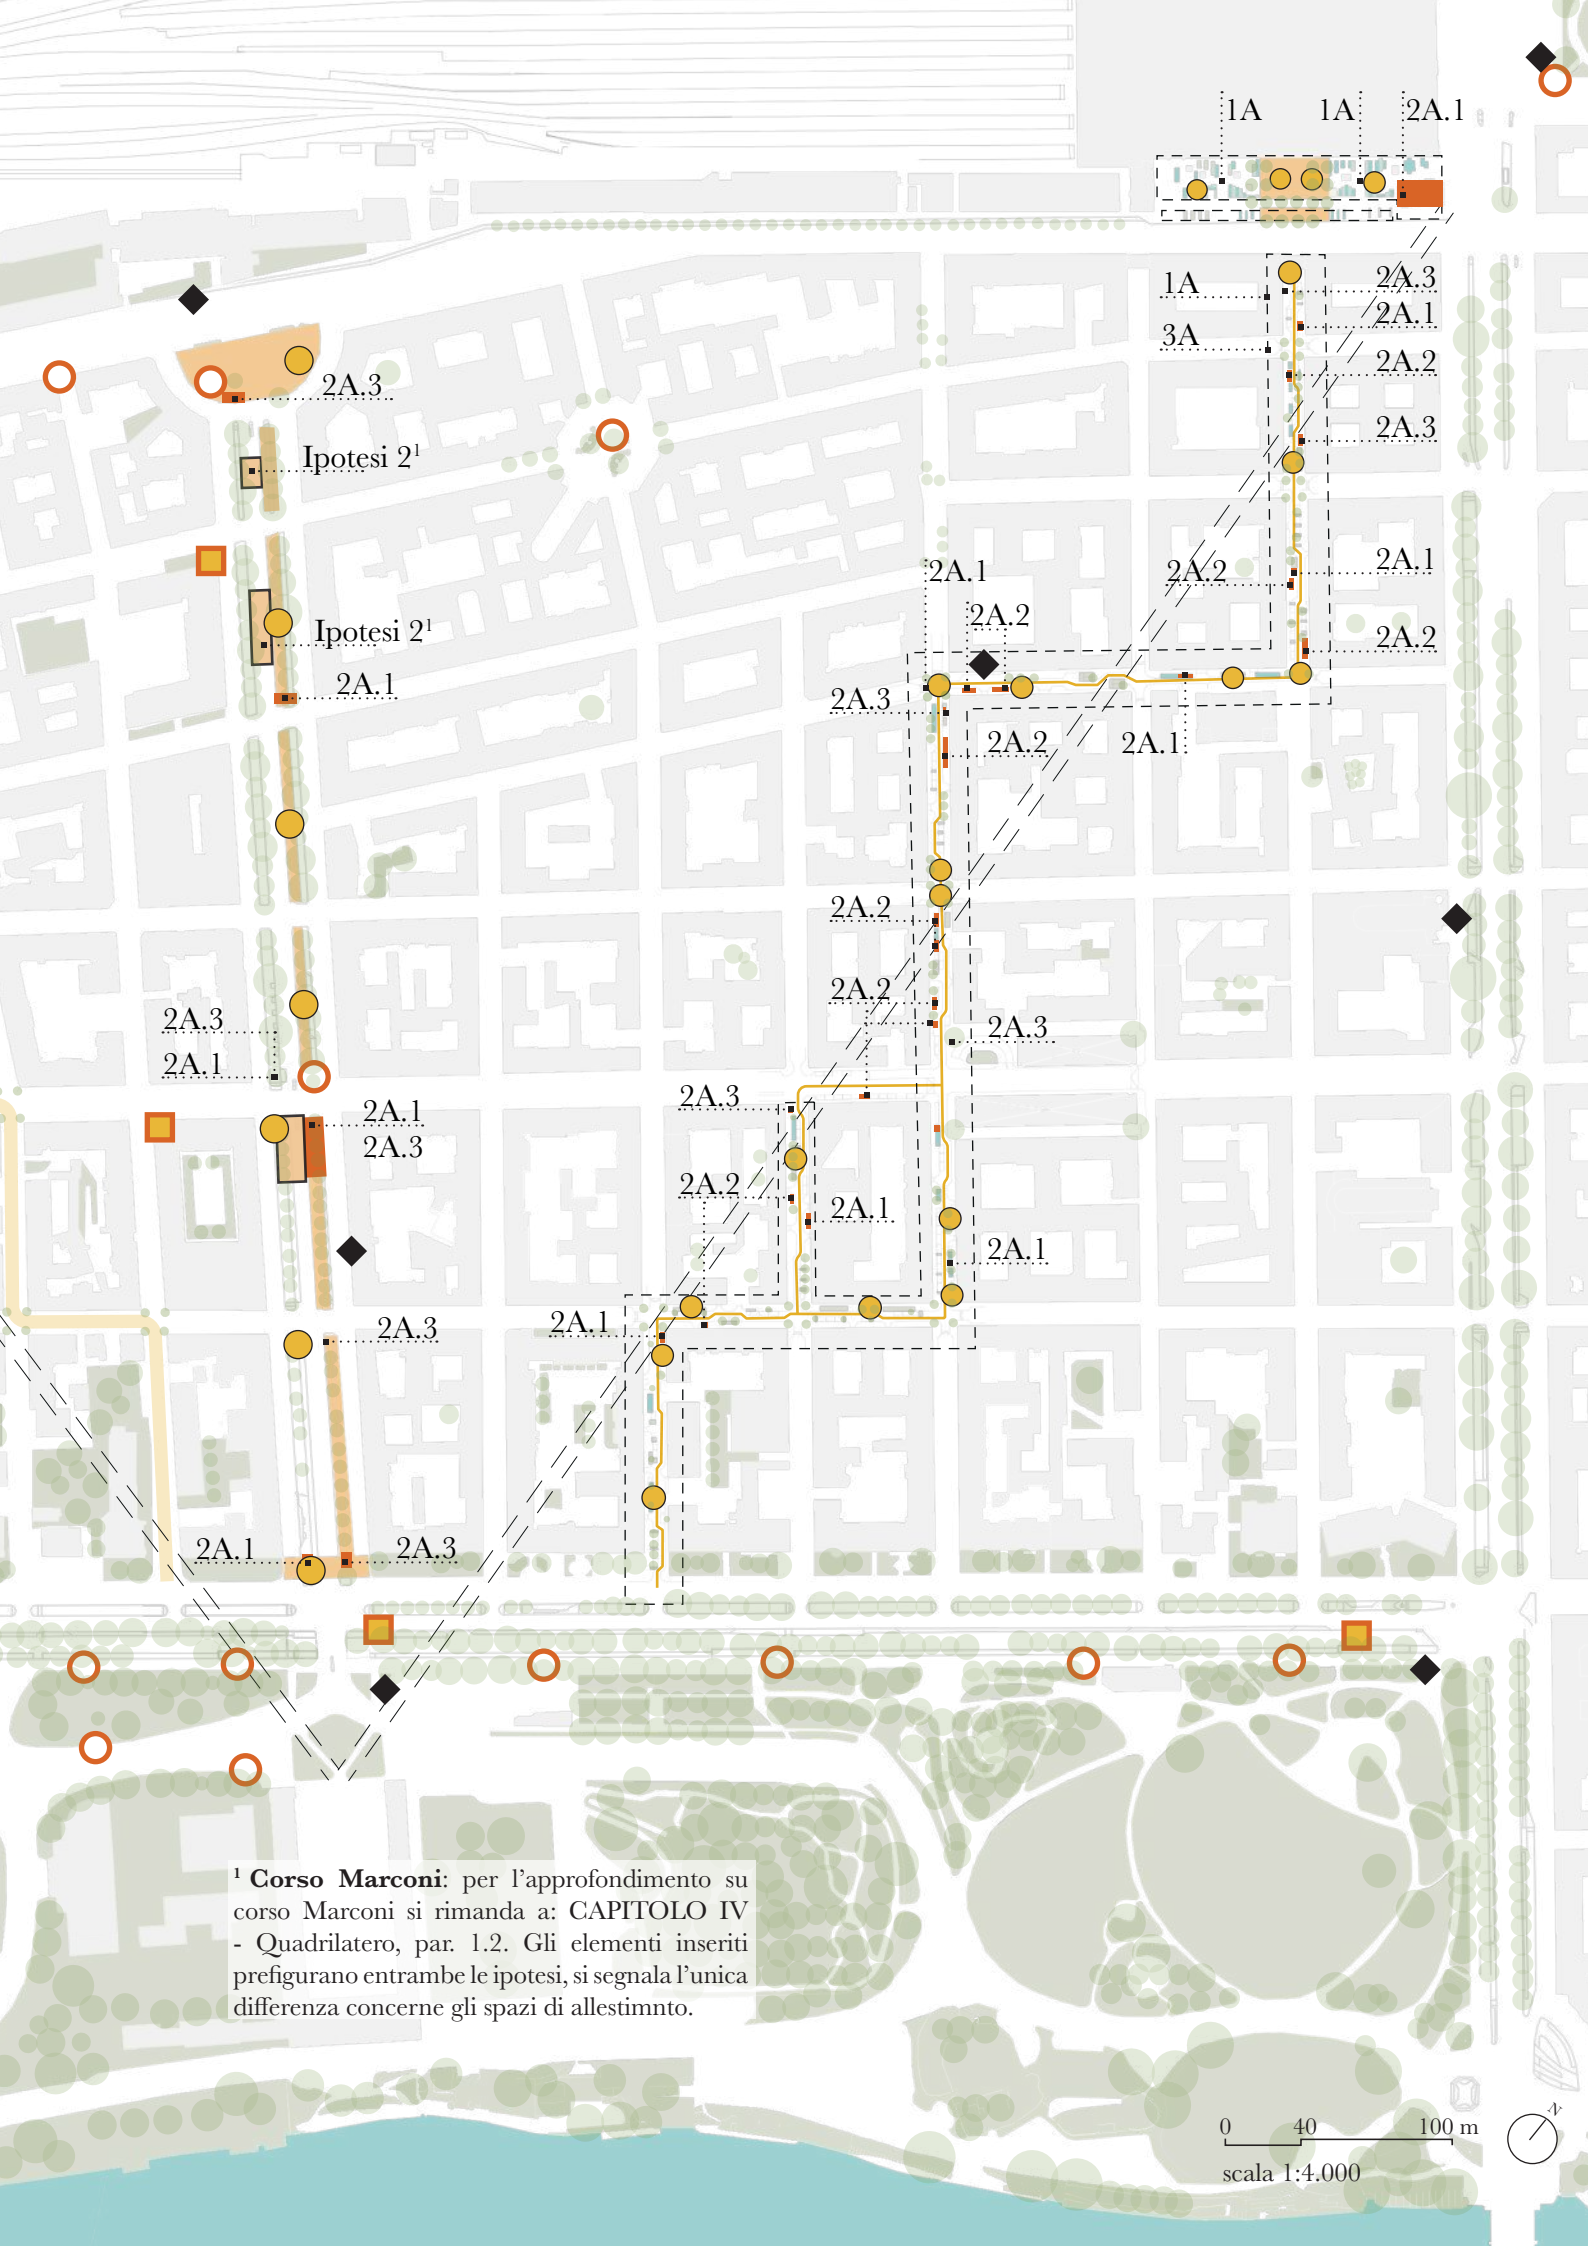 1A
1A
2A.1
1A
2A.3
2A.1
3A
2A.2
2A.3
2A.3
Ipotesi 2¹
2A.1
2A.2
2A.1
2A.2
Ipotesi 2¹
2A.2
2A.1
2A.3
2A.2
2A.1
2A.2
2A.2
2A.3
2A.3
2A.1
2A.3
2A.1
2A.3
2A.2
2A.1
2A.1
2A.3
2A.1
2A.1
2A.3
¹ Corso Marconi: per l'approfondimento su
corso Marconi si rimanda a: CAPITOLO IV
- Quadrilatero, par. 1.2. Gli elementi inseriti
prefigurano entrambe le ipotesi, si segnala l'unica
differenza concerne gli spazi di allestimnto.
0 40 100 m
scala 1:4.000
N